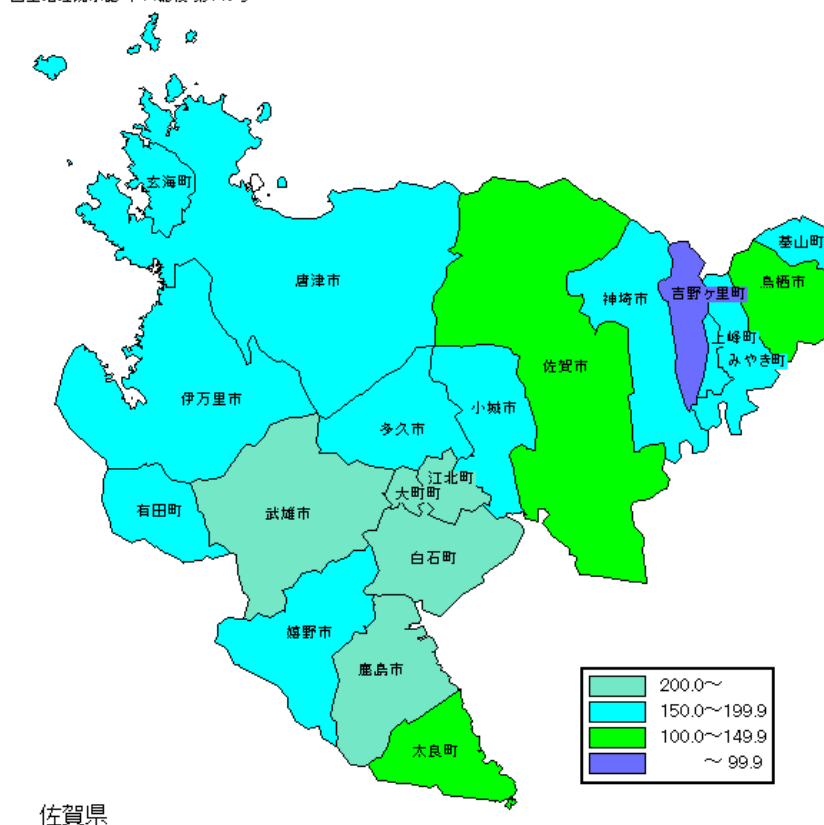 玄海町
基山町
唐津市
神埼市
吉野ヶ里町
鳥栖市
上峰町
みやき町
佐賀市
伊万里市
小城市
多久市
江北町
大町町
有田町
武雄市
白石町
嬉野市
鹿島市
太良町
200.0～
150.0～199.9
100.0～149.9
～ 99.9
佐賀県